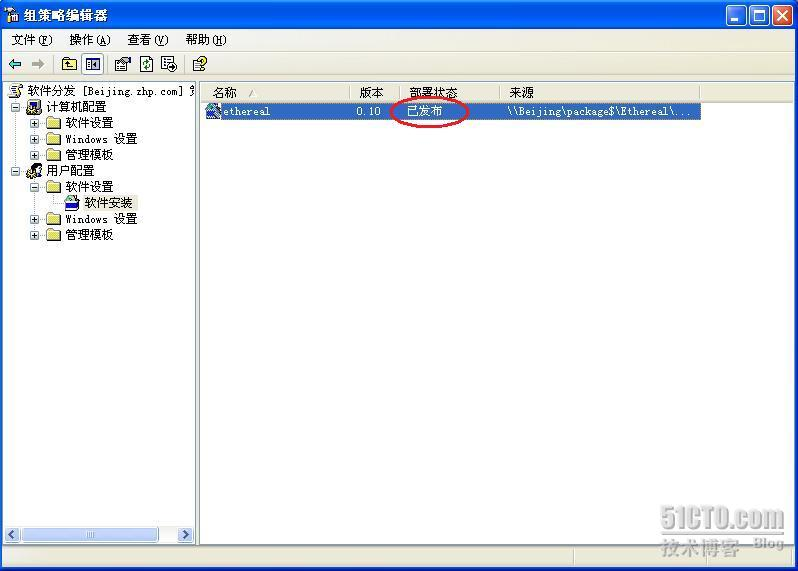 组策略编辑器
文件(F) 操作(A) 查看(V) 帮助(H)
软件分发 [Beijing.zhp.com]
计算机配置
软件设置
Windows 设置
管理模板
用户配置
软件设置
软件安装
Windows 设置
管理模板
名称 版本 部署状态 来源
ethereal 0.10 已发布 \\Beijing\package$\Ethereal\...
51CTO.com
技术博客 Blog